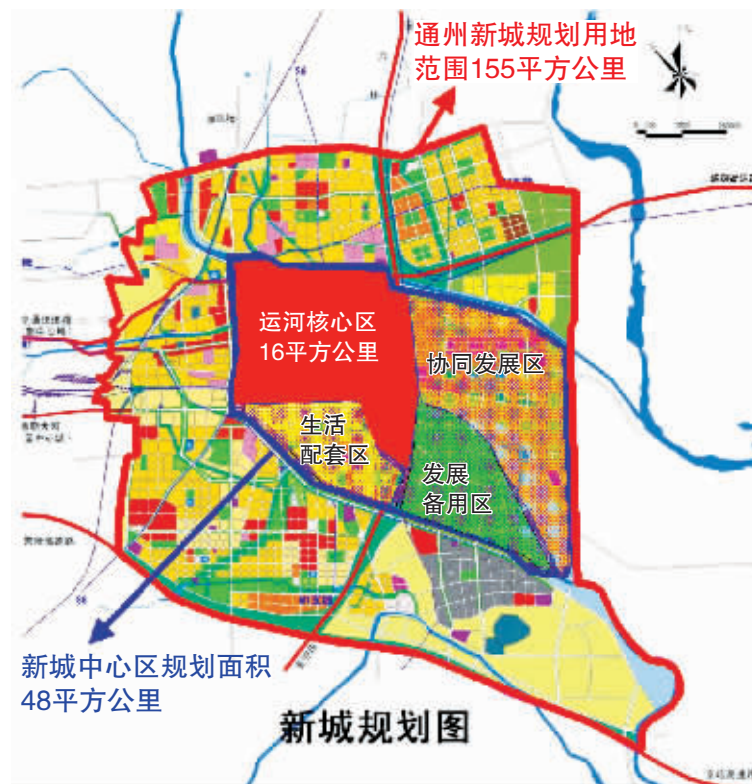 通州新城规划用地
范围155平方公里
运河核心区
16平方公里
协同发展区
生活
配套区
发展
备用区
新城中心区规划面积
48平方公里
新城规划图